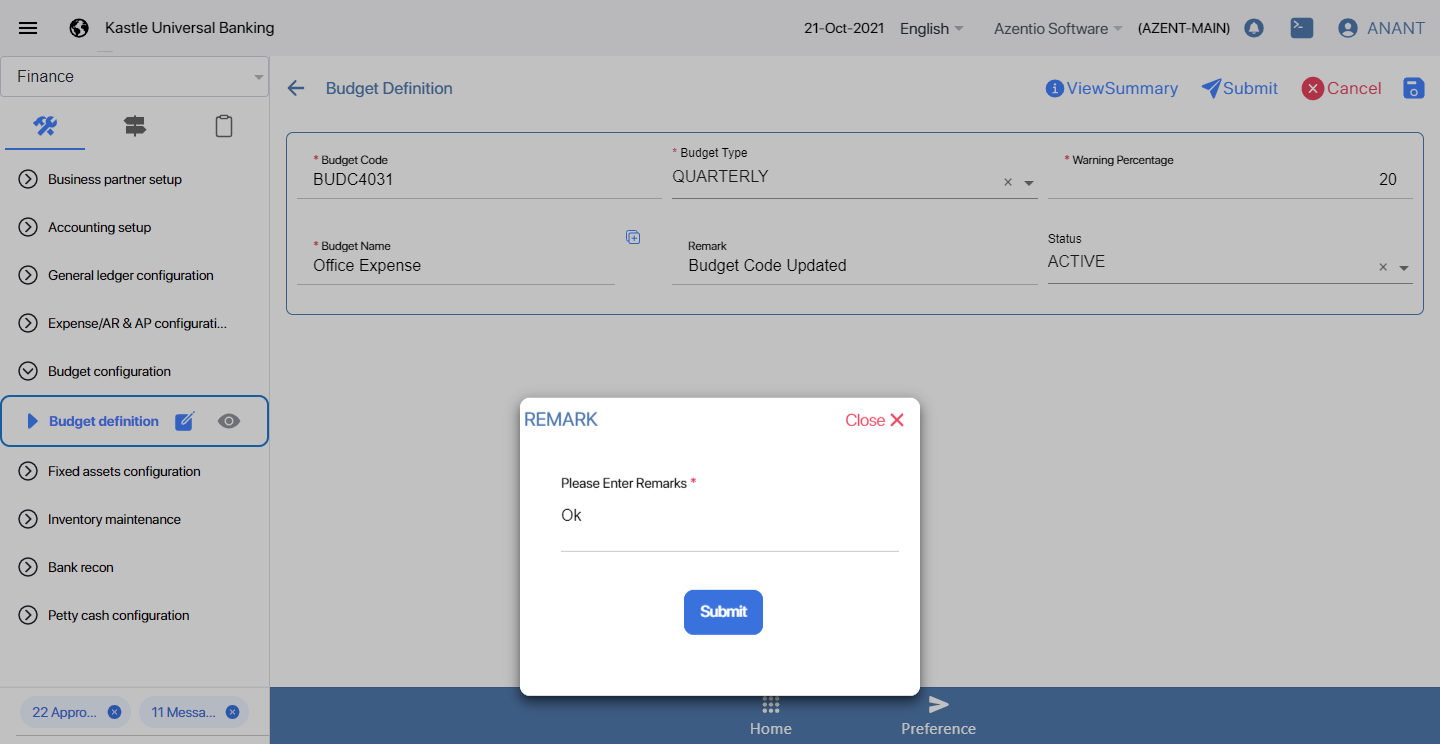 Kastle Universal Banking
21-Oct-2021 English Azentio Software (AZENT-MAIN) ANANT
Finance
Budget Definition
ViewSummary Submit Cancel
Business partner setup
Accounting setup
General ledger configuration
Expense/AR & AP configurati...
Budget configuration
Budget definition
Fixed assets configuration
Inventory maintenance
Bank recon
Petty cash configuration
22 Appro... 11 Messa...
* Budget Code
BUDC4031
* Budget Type
QUARTERLY
* Warning Percentage
20
* Budget Name
Office Expense
Remark
Budget Code Updated
Status
ACTIVE
REMARK
Close
Please Enter Remarks *
Ok
Submit
Home
Preference